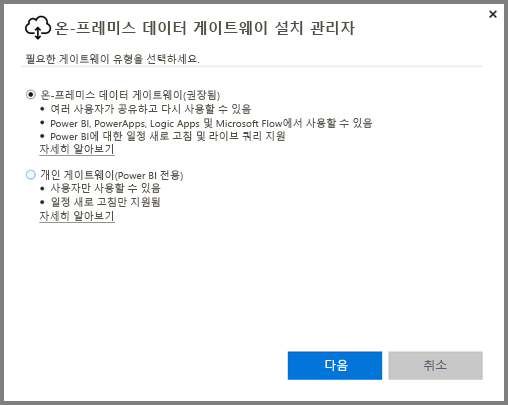 온-프레미스 데이터 게이트웨이 설치 관리자
필요한 게이트웨이 유형을 선택하세요.
온-프레미스 데이터 게이트웨이(권장됨)
• 여러 사용자가 공유하고 다시 사용할 수 있음
• Power BI, PowerApps, Logic Apps 및 Microsoft Flow에서 사용할 수 있음
• Power BI에 대한 일정 새로 고침 및 라이브 쿼리 지원
자세히 알아보기
개인 게이트웨이(Power BI 전용)
• 사용자만 사용할 수 있음
• 일정 새로 고침만 지원됨
자세히 알아보기
다음
취소